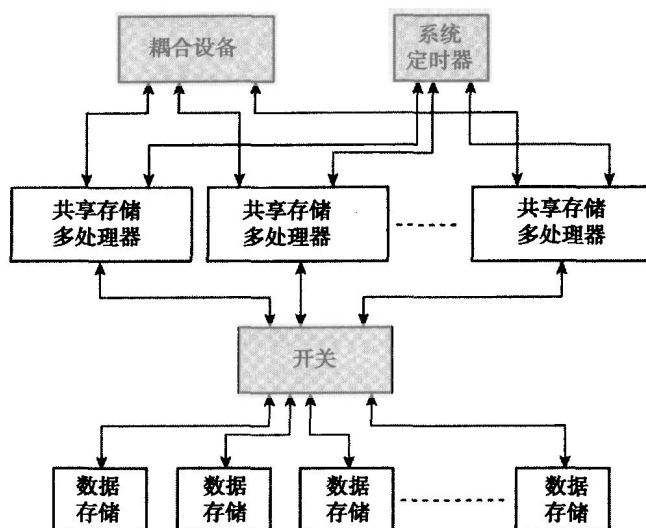 耦合设备
系统
定时器
共享存储
多处理器
共享存储
多处理器
共享存储
多处理器
开关
数据
存储
数据
存储
数据
存储
数据
存储